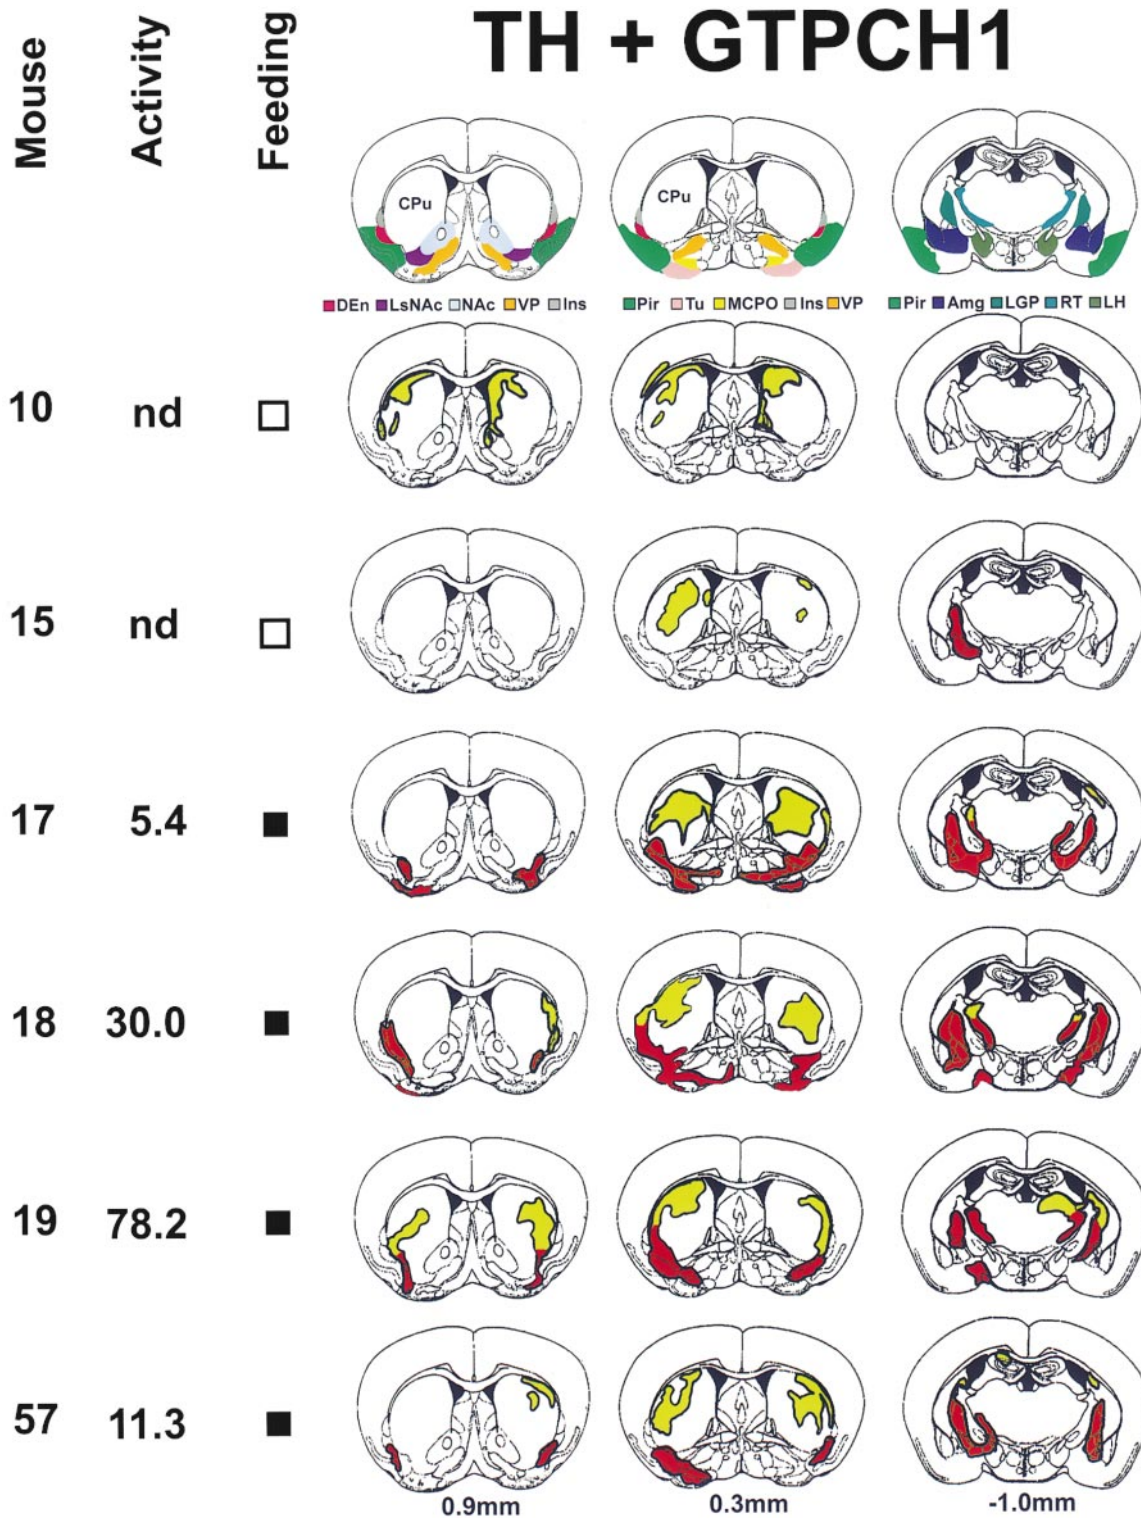 TH + GTPCH1
Mouse
Activity
Feeding
CPu
CPu
DEn LsNAc NAc VP Ins
Pir Tu MCPO Ins VP
Pir Amg LGP RT LH
10 nd
15 nd
17 5.4
18 30.0
19 78.2
57 11.3
0.9mm 0.3mm -1.0mm